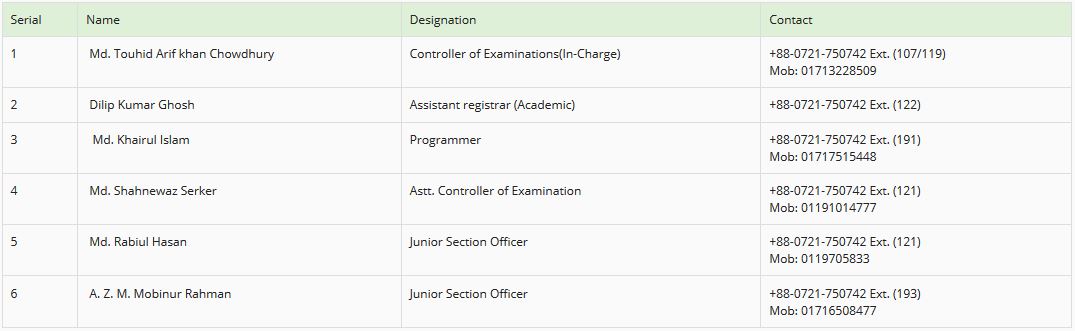 Serial Name Designation Contact
1 Md. Touhid Arif khan Chowdhury Controller of Examinations(In-Charge) +88-0721-750742 Ext. (107/119)
Mob: 01713228509
2 Dilip Kumar Ghosh Assistant registrar (Academic) +88-0721-750742 Ext. (122)
3 Md. Khairul Islam Programmer +88-0721-750742 Ext. (191)
Mob: 01717515448
4 Md. Shahnewaz Serker Astt. Controller of Examination +88-0721-750742 Ext. (121)
Mob: 01191014777
5 Md. Rabiul Hasan Junior Section Officer +88-0721-750742 Ext. (121)
Mob: 0119705833
6 A. Z. M. Mobinur Rahman Junior Section Officer +88-0721-750742 Ext. (193)
Mob: 01716508477